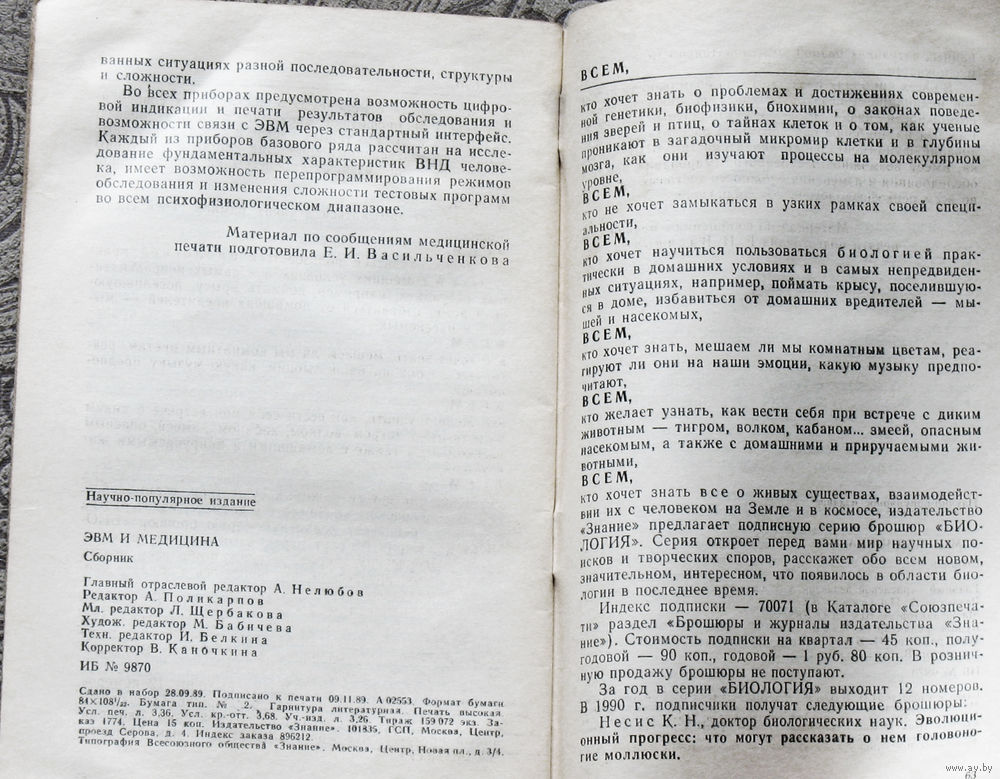 ванных ситуациях разной последовательности, структуры
и сложности.
Во всех приборах предусмотрена возможность цифро-
вой индикации и печати результатов обследования и
возможности связи с ЭВМ через стандартный интерфейс.
Каждый из приборов базового ряда рассчитан на иссле-
дование фундаментальных характеристик ВНД челове-
ка, имеет возможность перепрограммирования режимов
обследования и изменения сложности тестовых программ
во всем психофизиологическом диапазоне.
Материал по сообщениям медицинской
печати подготовила Е. И. Васильченкова
Научно-популярное издание
ЭВМ И МЕДИЦИНА
Сборник
Главный отраслевой редактор А. Нелюбов
Редактор А. Поликарпов
Мл. редактор Л. Щербакова
Худож. редактор М. Бабичева
Техн. редактор И. Белкина
Корректор В. Каночкина
ИБ № 9870
Сдано в набор 28.09.89. Подписано к печати 09.11.89. А 02553. Формат бумаги
84×108¹/₃₂. Бумага тип. № 2. Гарнитура литературная. Печать высокая.
Усл. печ. л. 3,36. Усл. кр.-отт. 3,68. Уч.-изд. л. 3,26. Тираж 159 072 экз. За-
каз 1774. Цена 15 коп. Издательство «Знание». 101835, ГСП, Москва, Центр,
проезд Серова, д. 4. Индекс заказа 896212.
Типография Всесоюзного общества «Знание». Москва, Центр, Новая пл., д. 3/4.
ВСЕМ,
кто хочет знать о проблемах и достижениях современ-
ной генетики, биофизики, биохимии, о законах поведе-
ния зверей и птиц, о тайнах клеток и о том, как ученые
проникают в загадочный микромир клетки и в глубины
мозга, как они изучают процессы на молекулярном
уровне,
ВСЕМ,
кто не хочет замыкаться в узких рамках своей специ-
альности,
ВСЕМ,
кто хочет научиться пользоваться биологией прак-
тически в домашних условиях и в самых непредвиден-
ных ситуациях, например, поймать крысу, поселившую-
ся в доме, избавиться от домашних вредителей — мы-
шей и насекомых,
ВСЕМ,
кто хочет знать, мешаем ли мы комнатным цветам, реа-
гируют ли они на наши эмоции, какую музыку предпо-
читают,
ВСЕМ,
кто желает узнать, как вести себя при встрече с диким
животным — тигром, волком, кабаном... змеей, опасным
насекомым, а также с домашними и приручаемыми жи-
вотными,
ВСЕМ,
кто хочет знать все о живых существах, взаимодейст-
вии их с человеком на Земле и в космосе, издательство
«Знание» предлагает подписную серию брошюр «БИО-
ЛОГИЯ». Серия откроет перед вами мир научных по-
исков и творческих споров, расскажет обо всем новом,
значительном, интересном, что появилось в области био-
логии в последнее время.
Индекс подписки — 70071 (в Каталоге «Союзпеча-
ти» раздел «Брошюры и журналы издательства «Зна-
ние»). Стоимость подписки на квартал — 45 коп., полу-
годовой — 90 коп., годовой — 1 руб. 80 коп. В рознич-
ную продажу брошюры не поступают.
За год в серии «БИОЛОГИЯ» выходит 12 номеров.
В 1990 г. подписчики получат следующие брошюры:
Несис К. Н., доктор биологических наук. Эволюци-
онный прогресс: что могут рассказать о нем головоно-
гие моллюски.
63
www.ay.by